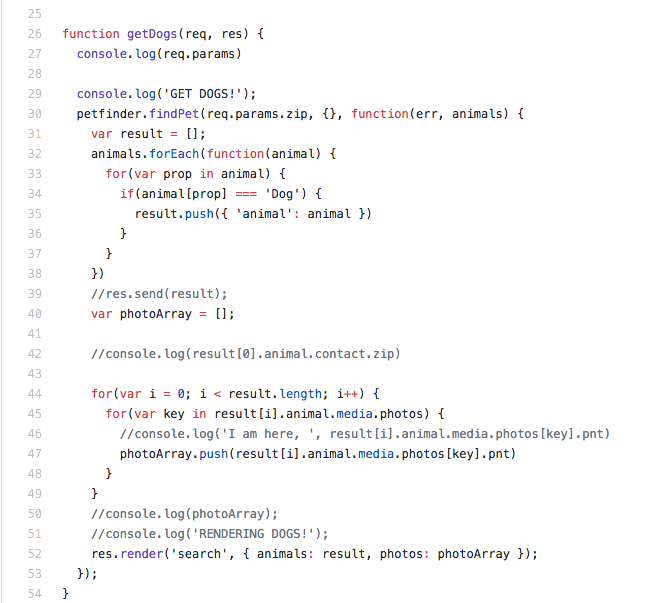 25
26 function getDogs(req, res) {
27   console.log(req.params)
28
29   console.log('GET DOGS!');
30   petfinder.findPet(req.params.zip, {}, function(err, animals) {
31     var result = [];
32     animals.forEach(function(animal) {
33       for(var prop in animal) {
34         if(animal[prop] === 'Dog') {
35           result.push({ 'animal': animal })
36         }
37       }
38     })
39     //res.send(result);
40     var photoArray = [];
41
42     //console.log(result[0].animal.contact.zip)
43
44     for(var i = 0; i < result.length; i++) {
45       for(var key in result[i].animal.media.photos) {
46         //console.log('I am here, ', result[i].animal.media.photos[key].pnt)
47         photoArray.push(result[i].animal.media.photos[key].pnt)
48       }
49     }
50     //console.log(photoArray);
51     //console.log('RENDERING DOGS!');
52     res.render('search', { animals: result, photos: photoArray });
53   });
54 }